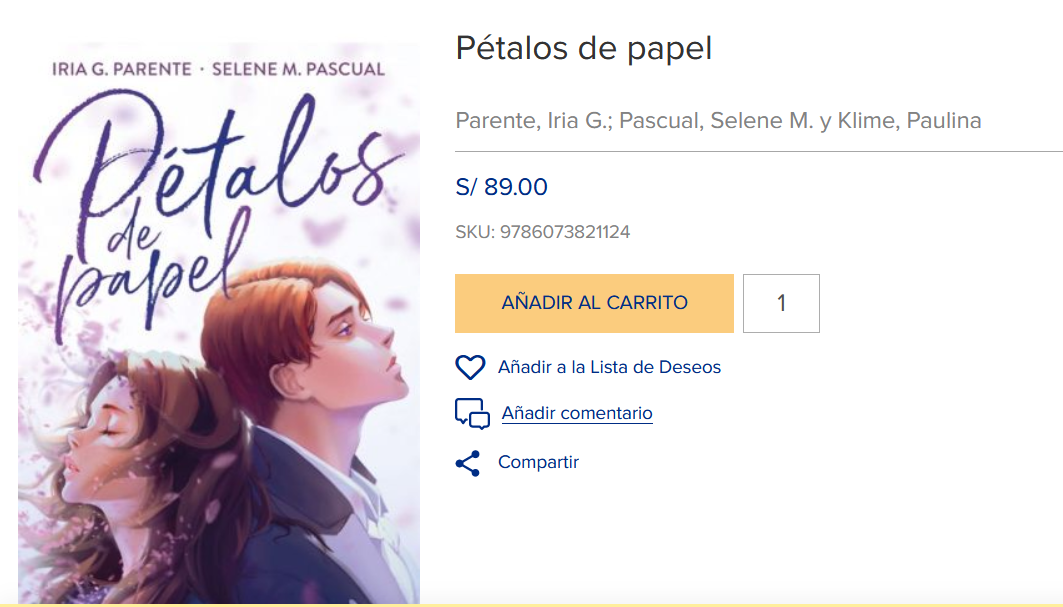 IRIA G. PARENTE · SELENE M. PASCUAL
Pétalos
de
papel
Pétalos de papel
Parente, Iria G.; Pascual, Selene M. y Klime, Paulina
S/ 89.00
SKU: 9786073821124
AÑADIR AL CARRITO
1
Añadir a la Lista de Deseos
Añadir comentario
Compartir